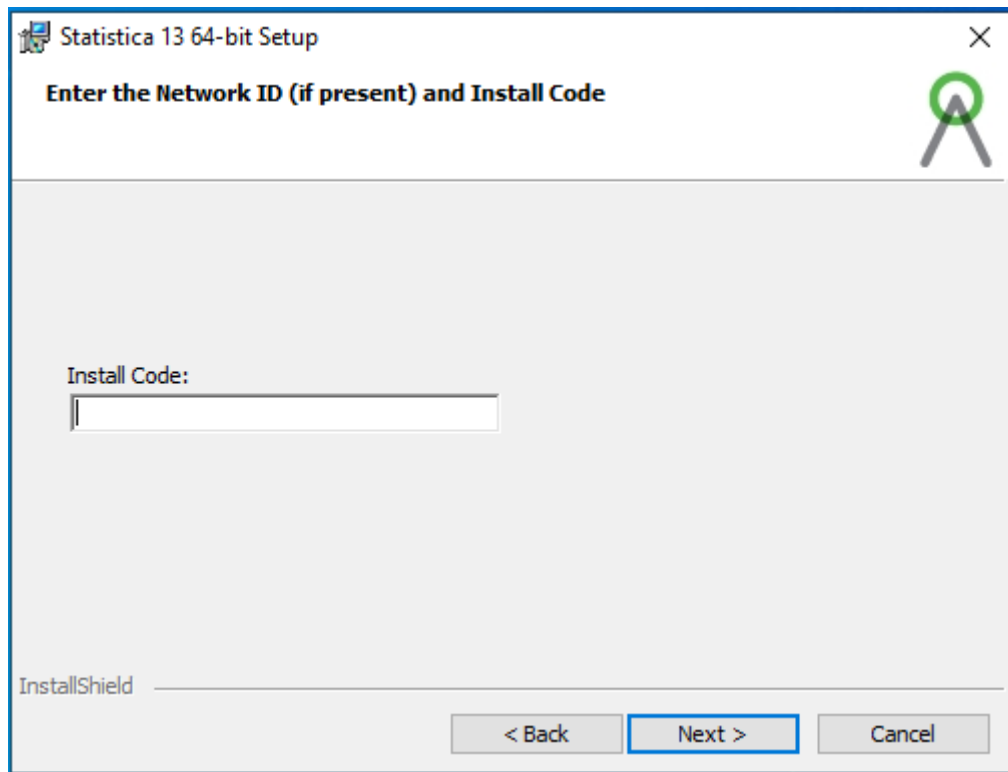 Statistica 13 64-bit Setup
Enter the Network ID (if present) and Install Code
Install Code:
InstallShield
< Back Next > Cancel